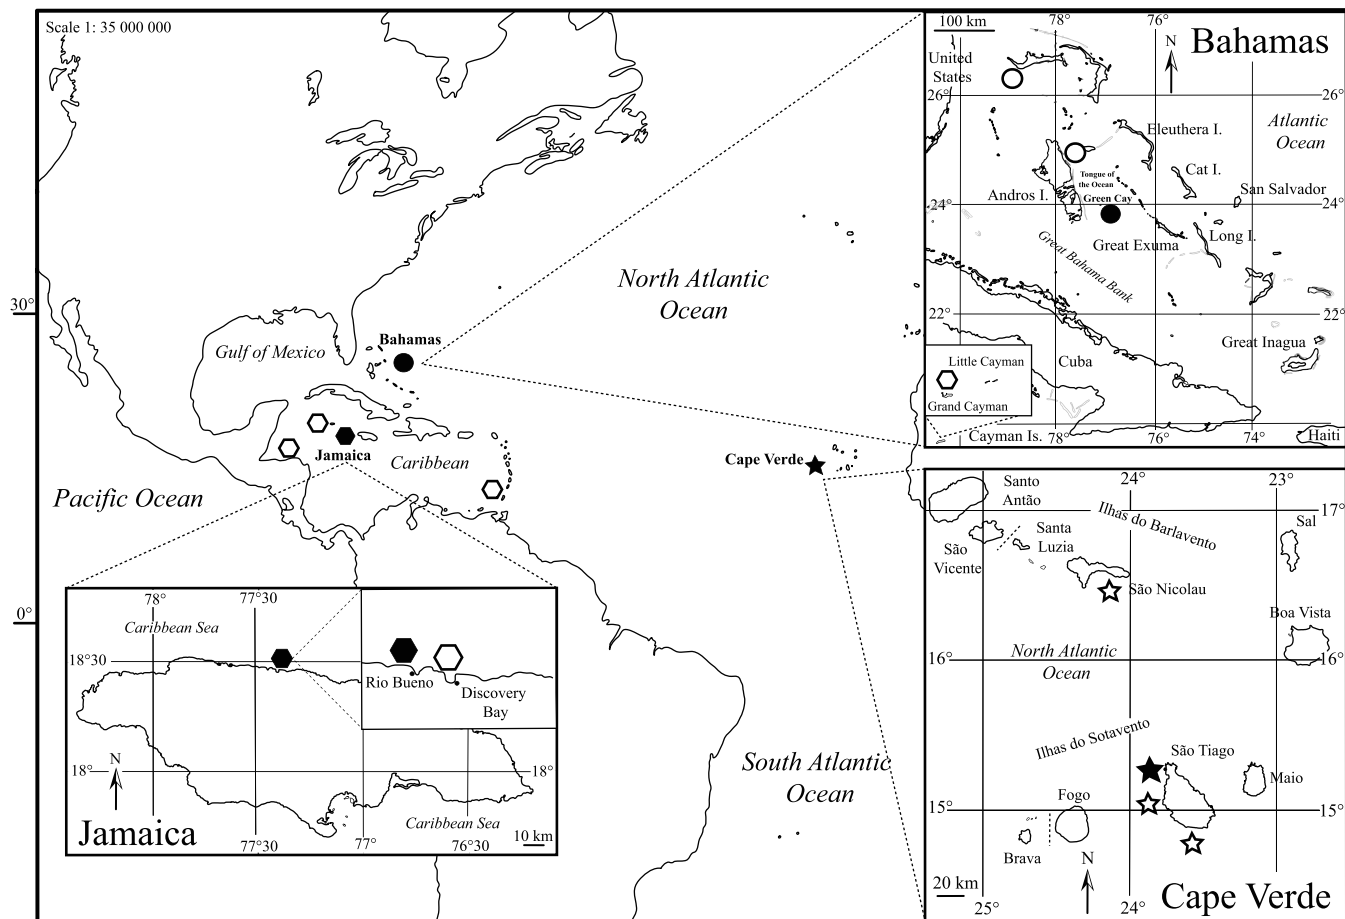 Scale 1: 35 000 000
30°
0°
North Atlantic
Ocean
Gulf of Mexico
Bahamas
Jamaica
Caribbean
Cape Verde
Pacific Ocean
South Atlantic
Ocean
100 km
78°
76°
N
Bahamas
United
States
26°
26°
Atlantic
Ocean
Eleuthera I.
Cat I.
San Salvador
Tongue of
the Ocean
Andros I.
Green Cay
24°
24°
Great Exuma
Long I.
Great Bahama Bank
22°
22°
Great Inagua
Cuba
Little Cayman
Grand Cayman
Cayman Is.
78°
76°
74°
Haiti
Santo
Antão
24°
23°
Ilhas do Barlavento
17°
Sal
São
Vicente
Santa
Luzia
São Nicolau
Boa Vista
North Atlantic
Ocean
16°
16°
Ilhas do Sotavento
São Tiago
Maio
Fogo
15°
15°
Brava
N
20 km
25°
24°
Cape Verde
78°
77°30
Caribbean Sea
18°30
Rio Bueno
Discovery
Bay
N
18°
18°
Jamaica
Caribbean Sea
10 km
77°30
77°
76°30